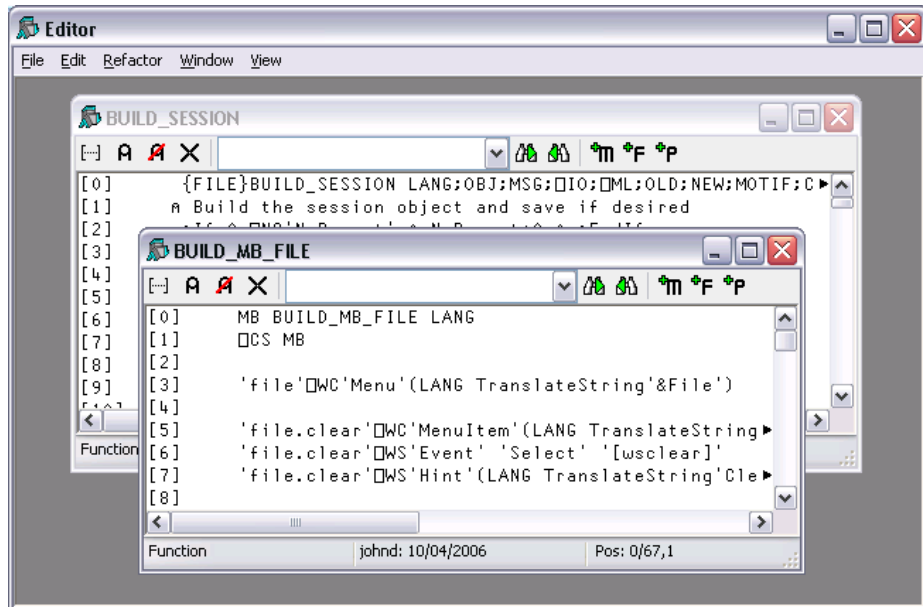 Editor
File Edit Refactor Window View
BUILD_SESSION
[0] {FILE}BUILD_SESSION LANG;OBJ;MSG;⎕IO;⎕ML;OLD;NEW;MOTIF;C
[1] ⍝ Build the session object and save if desired
[2]
[3]
[4]
[5]
[6]
[7]
[8]
[9]
Function
BUILD_MB_FILE
[0] MB BUILD_MB_FILE LANG
[1] ⎕CS MB
[2]
[3] 'file'⎕WC'Menu'(LANG TranslateString'&File')
[4]
[5] 'file.clear'⎕WC'MenuItem'(LANG TranslateString
[6] 'file.clear'⎕WS'Event' 'Select' '[wsclear]'
[7] 'file.clear'⎕WS'Hint'(LANG TranslateString'Cle
[8]
Function johnd: 10/04/2006 Pos: 0/67,1